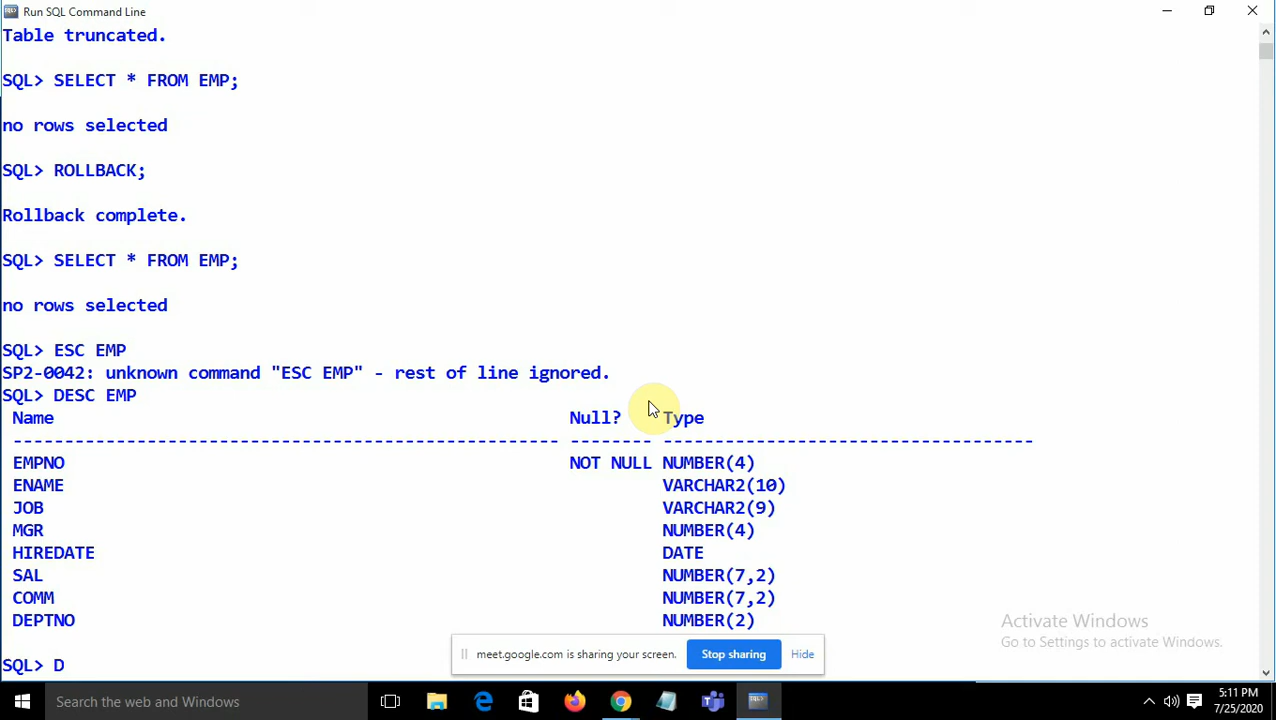 Run SQL Command Line
Table truncated.
SQL> SELECT * FROM EMP;
no rows selected
SQL> ROLLBACK;
Rollback complete.
SQL> SELECT * FROM EMP;
no rows selected
SQL> ESC EMP
SP2-0042: unknown command "ESC EMP" - rest of line ignored.
SQL> DESC EMP
Name Null? Type
----------------------------------------------------- -------- ------------------------------------
EMPNO NOT NULL NUMBER(4)
ENAME VARCHAR2(10)
JOB VARCHAR2(9)
MGR NUMBER(4)
HIREDATE DATE
SAL NUMBER(7,2)
COMM NUMBER(7,2)
DEPTNO NUMBER(2)
Activate Windows
Go to Settings to activate Windows.
meet.google.com is sharing your screen. Stop sharing Hide
SQL> D
Search the web and Windows
5:11 PM
7/25/2020